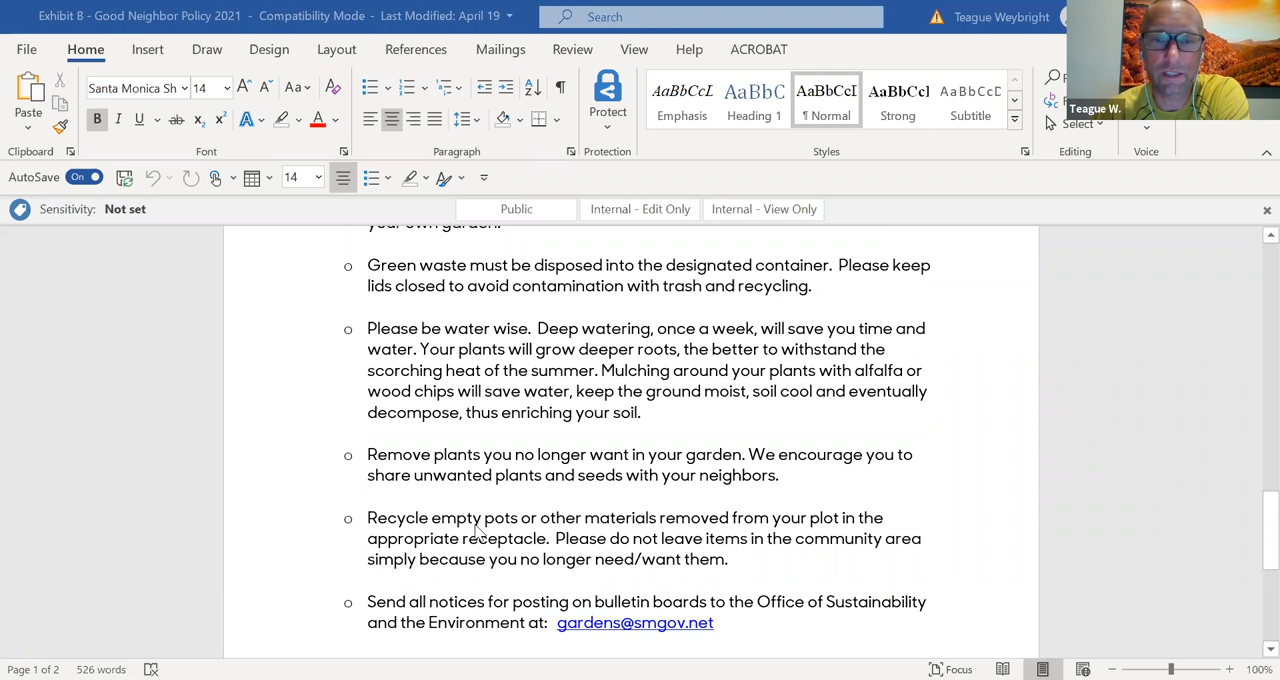 Exhibit B - Good Neighbor Policy 2021 - Compatibility Mode - Last Modified: April 19
Search
Teague Weybright
File Home Insert Draw Design Layout References Mailings Review View Help ACROBAT
Teague W.
Paste
Santa Monica Sh 14
Protect
AaBbCcL AaBbC AaBbCcI AaBbCcI AaBbCcD
Emphasis Heading 1 ¶ Normal Strong Subtitle
Select
Clipboard Font Paragraph Protection Styles Editing Voice
AutoSave On 14
Sensitivity: Not set Public Internal - Edit Only Internal - View Only
your own garden.
o Green waste must be disposed into the designated container. Please keep
lids closed to avoid contamination with trash and recycling.
o Please be water wise. Deep watering, once a week, will save you time and
water. Your plants will grow deeper roots, the better to withstand the
scorching heat of the summer. Mulching around your plants with alfalfa or
wood chips will save water, keep the ground moist, soil cool and eventually
decompose, thus enriching your soil.
o Remove plants you no longer want in your garden. We encourage you to
share unwanted plants and seeds with your neighbors.
o Recycle empty pots or other materials removed from your plot in the
appropriate receptacle. Please do not leave items in the community area
simply because you no longer need/want them.
o Send all notices for posting on bulletin boards to the Office of Sustainability
and the Environment at: gardens@smgov.net
Page 1 of 2 526 words Focus 100%